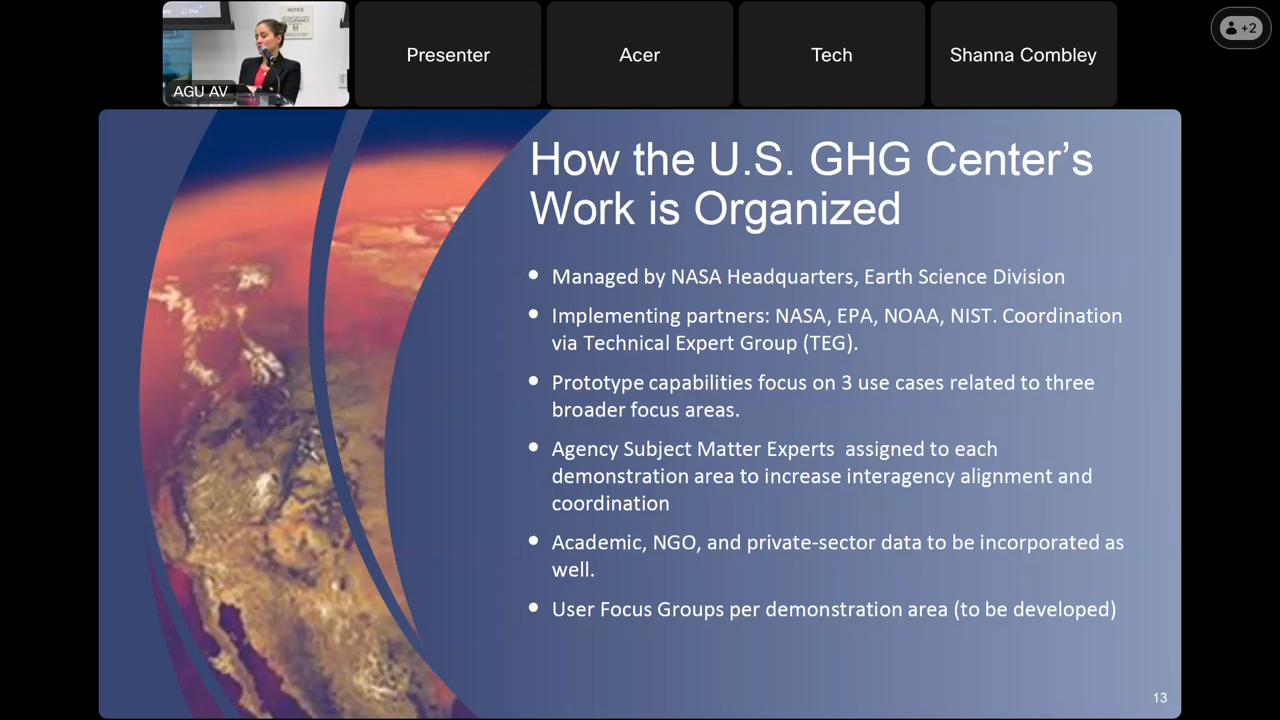 NOTICE
OCCUPANCY
AGU AV
Presenter
Acer
Tech
Shanna Combley
+2
How the U.S. GHG Center's
Work is Organized
• Managed by NASA Headquarters, Earth Science Division
• Implementing partners: NASA, EPA, NOAA, NIST. Coordination
via Technical Expert Group (TEG).
• Prototype capabilities focus on 3 use cases related to three
broader focus areas.
• Agency Subject Matter Experts  assigned to each
demonstration area to increase interagency alignment and
coordination
• Academic, NGO, and private-sector data to be incorporated as
well.
• User Focus Groups per demonstration area (to be developed)
13